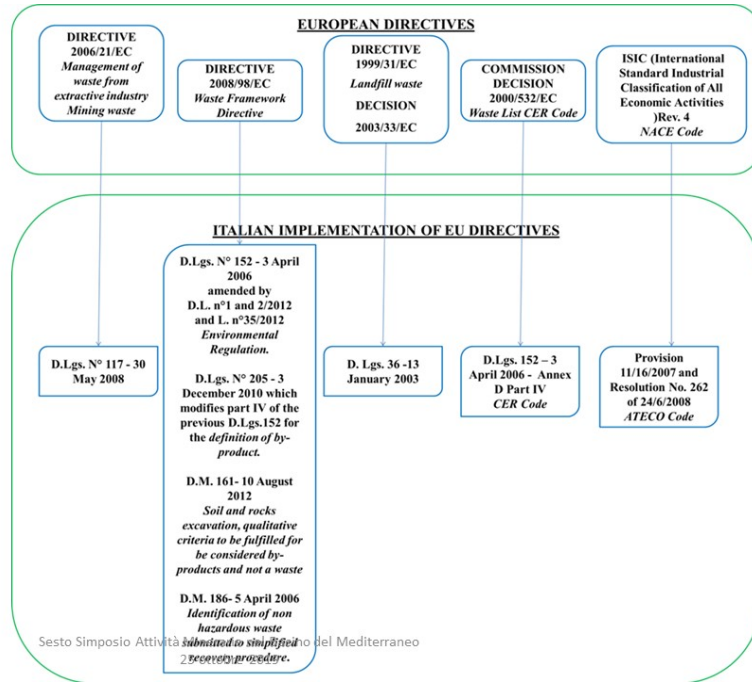 EUROPEAN DIRECTIVES
DIRECTIVE
2006/21/EC
Management of
waste from
extractive industry
Mining waste
DIRECTIVE
2008/98/EC
Waste Framework
Directive
DIRECTIVE
1999/31/EC
Landfill waste
DECISION
2003/33/EC
COMMISSION
DECISION
2000/532/EC
Waste List CER Code
ISIC (International
Standard Industrial
Classification of All
Economic Activities
)Rev. 4
NACE Code
ITALIAN IMPLEMENTATION OF EU DIRECTIVES
D.Lgs. N° 117 - 30
May 2008
D.Lgs. N° 152 - 3 April
2006
amended by
D.L. n°1 and 2/2012
and L. n°35/2012
Environmental
Regulation.
D.Lgs. N° 205 - 3
December 2010 which
modifies part IV of the
previous D.Lgs.152 for
the definition of by-
product.
D.M. 161- 10 August
2012
Soil and rocks
excavation, qualitative
criteria to be fulfilled for
be considered by-
products and not a waste
D.M. 186- 5 April 2006
Identification of non
hazardous waste
submitted to simplified
recovery procedure.
D. Lgs. 36 -13
January 2003
D.Lgs. 152 – 3
April 2006 - Annex
D Part IV
CER Code
Provision
11/16/2007 and
Resolution No. 262
of 24/6/2008
ATECO Code
Sesto Simposio Attività del Mediterraneo